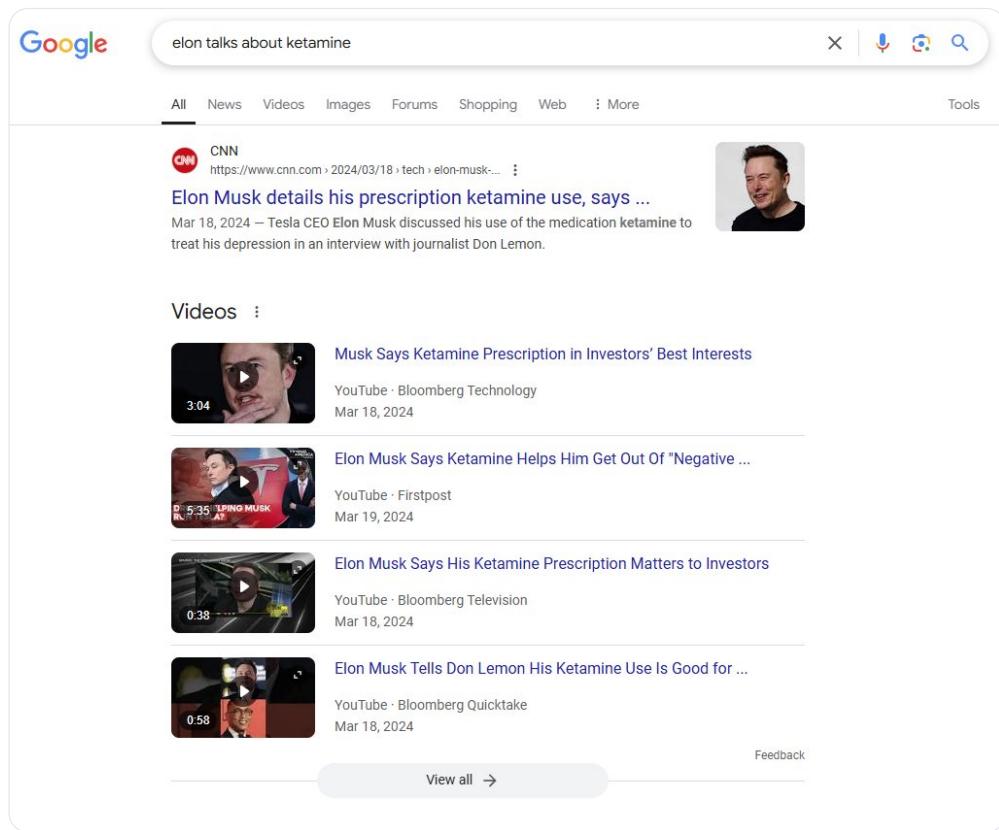 Google
elon talks about ketamine
All News Videos Images Forums Shopping Web More Tools
CNN
CNN
https://www.cnn.com › 2024/03/18 › tech › elon-musk-...
Elon Musk details his prescription ketamine use, says ...
Mar 18, 2024 — Tesla CEO Elon Musk discussed his use of the medication ketamine to
treat his depression in an interview with journalist Don Lemon.
Videos
Musk Says Ketamine Prescription in Investors’ Best Interests
YouTube · Bloomberg Technology
3:04
Mar 18, 2024
Elon Musk Says Ketamine Helps Him Get Out Of "Negative ...
YouTube · Firstpost
5:35
LPING MUSK
Mar 19, 2024
Elon Musk Says His Ketamine Prescription Matters to Investors
YouTube · Bloomberg Television
0:38
Mar 18, 2024
Elon Musk Tells Don Lemon His Ketamine Use Is Good for ...
YouTube · Bloomberg Quicktake
0:58
Mar 18, 2024
Feedback
View all